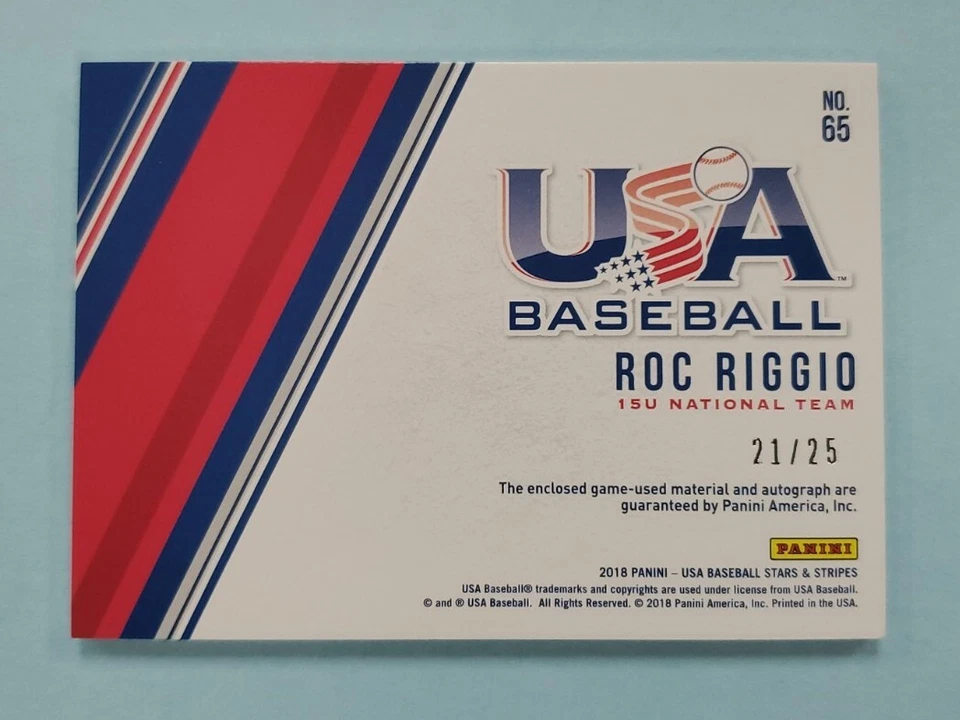 NO.
65
USA
™
BASEBALL
ROC RIGGIO
15U NATIONAL TEAM
21/25
The enclosed game-used material and autograph are
guaranteed by Panini America, Inc.
PANINI
2018 PANINI – USA BASEBALL STARS & STRIPES
USA Baseball® trademarks and copyrights are used under license from USA Baseball.
© and ® USA Baseball. All Rights Reserved. © 2018 Panini America, Inc. Printed in the USA.